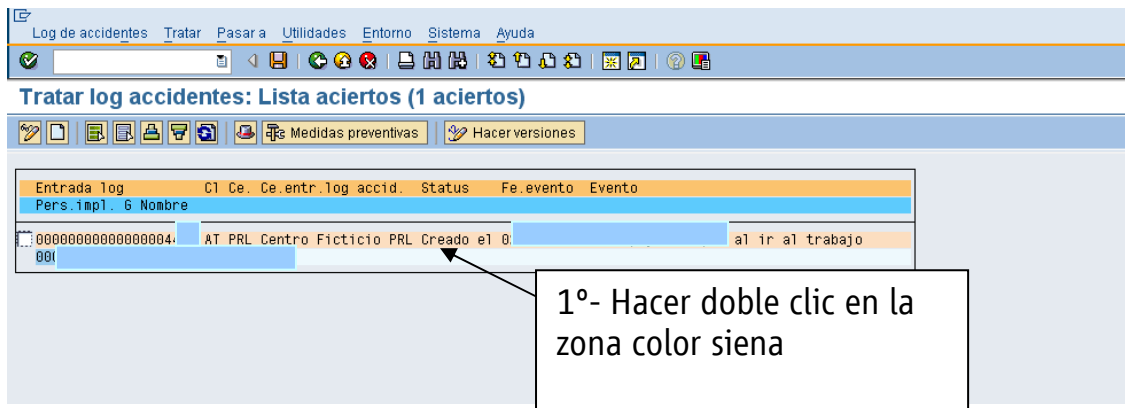 Log de accidentes Tratar Pasar a Utilidades Entorno Sistema Ayuda
Tratar log accidentes: Lista aciertos (1 aciertos)
Medidas preventivas Hacer versiones
Entrada log Cl Ce. Ce.entr.log accid. Status Fe.evento Evento
Pers.impl. G Nombre
AT PRL Centro Ficticio PRL Creado el al ir al trabajo
1º- Hacer doble clic en la
zona color siena